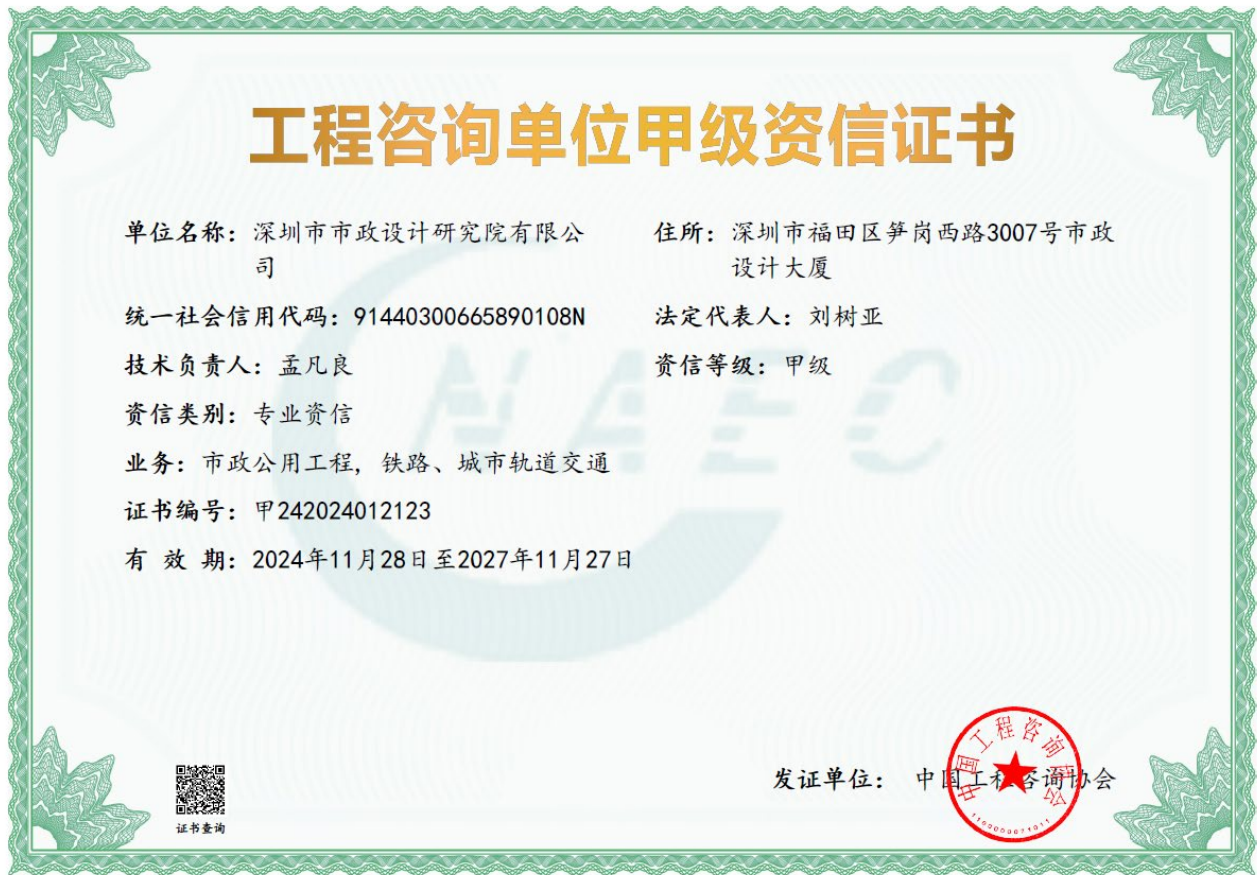 工程咨询单位甲级资信证书
单位名称：深圳市市政设计研究院有限公
司
住所：深圳市福田区笋岗西路3007号市政
设计大厦
统一社会信用代码：91440300665890108N
法定代表人：刘树亚
技术负责人：孟凡良
资信等级：甲级
资信类别：专业资信
业务：市政公用工程，铁路、城市轨道交通
证书编号：甲242024012123
有 效 期：2024年11月28日至2027年11月27日
CNAEC
证书查询
发证单位： 中国工程咨询协会
中国工程咨询协会